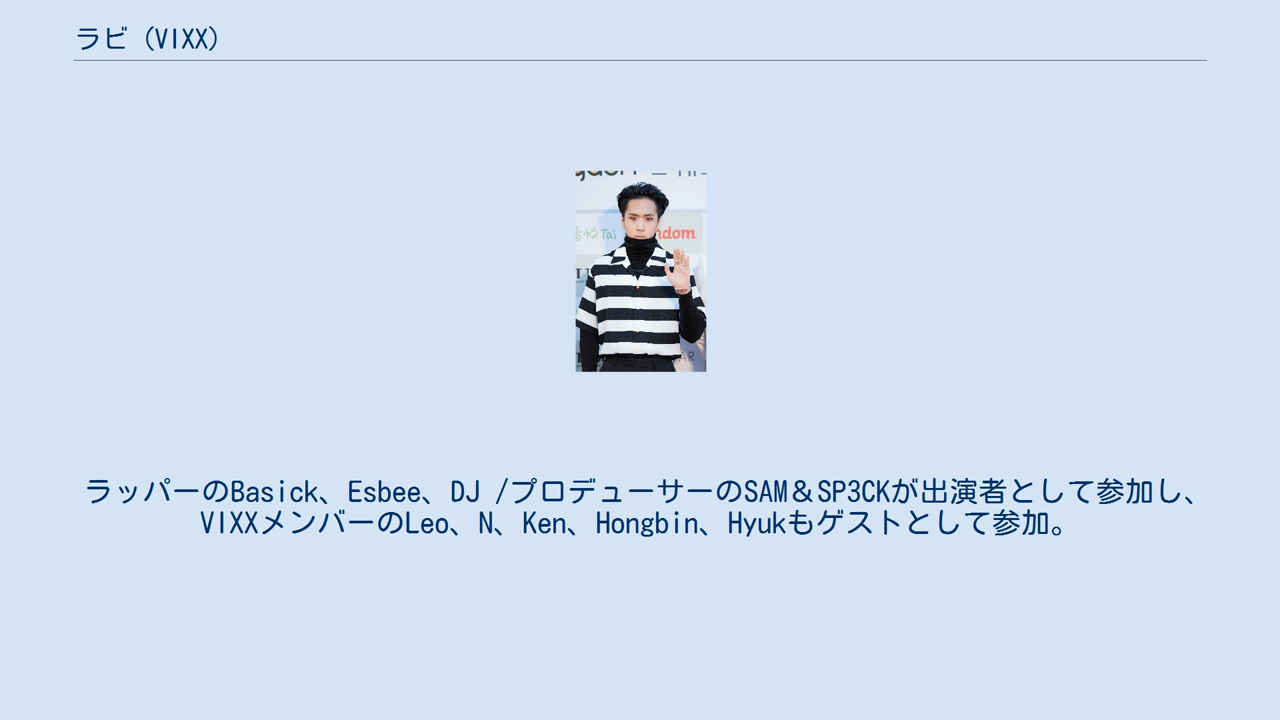 ラビ（VIXX）
Tai
ndom
ラッパーのBasick、Esbee、DJ /プロデューサーのSAM＆SP3CKが出演者として参加し、
VIXXメンバーのLeo、N、Ken、Hongbin、Hyukもゲストとして参加。